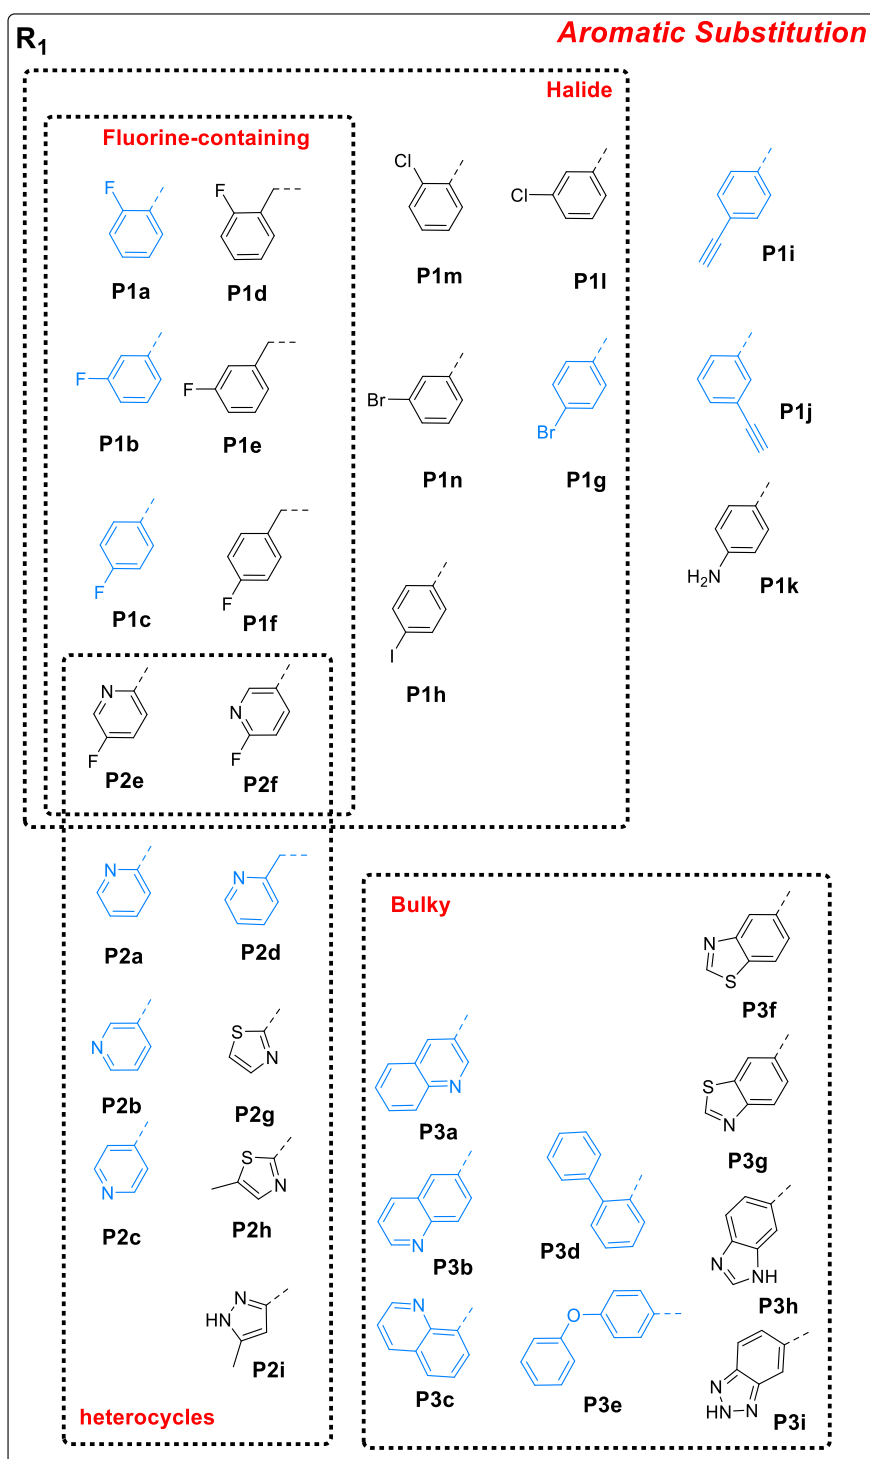 R1
Aromatic Substitution
Halide
Fluorine-containing
F
P1a
F
P1d
Cl
P1m
Cl
P1l
P1i
F
P1b
F
P1e
Br
P1n
Br
P1g
P1j
F
P1c
F
P1f
I
P1h
H2N
P1k
N
F
P2e
N
F
P2f
N
P2a
N
P2d
N
P2b
S
N
P2g
N
P2c
S
N
P2h
N
HN
P2i
heterocycles
Bulky
N
S
P3f
N
P3a
S
N
P3g
N
P3b
P3d
N
NH
P3h
N
P3c
O
P3e
N
HN
N
P3i